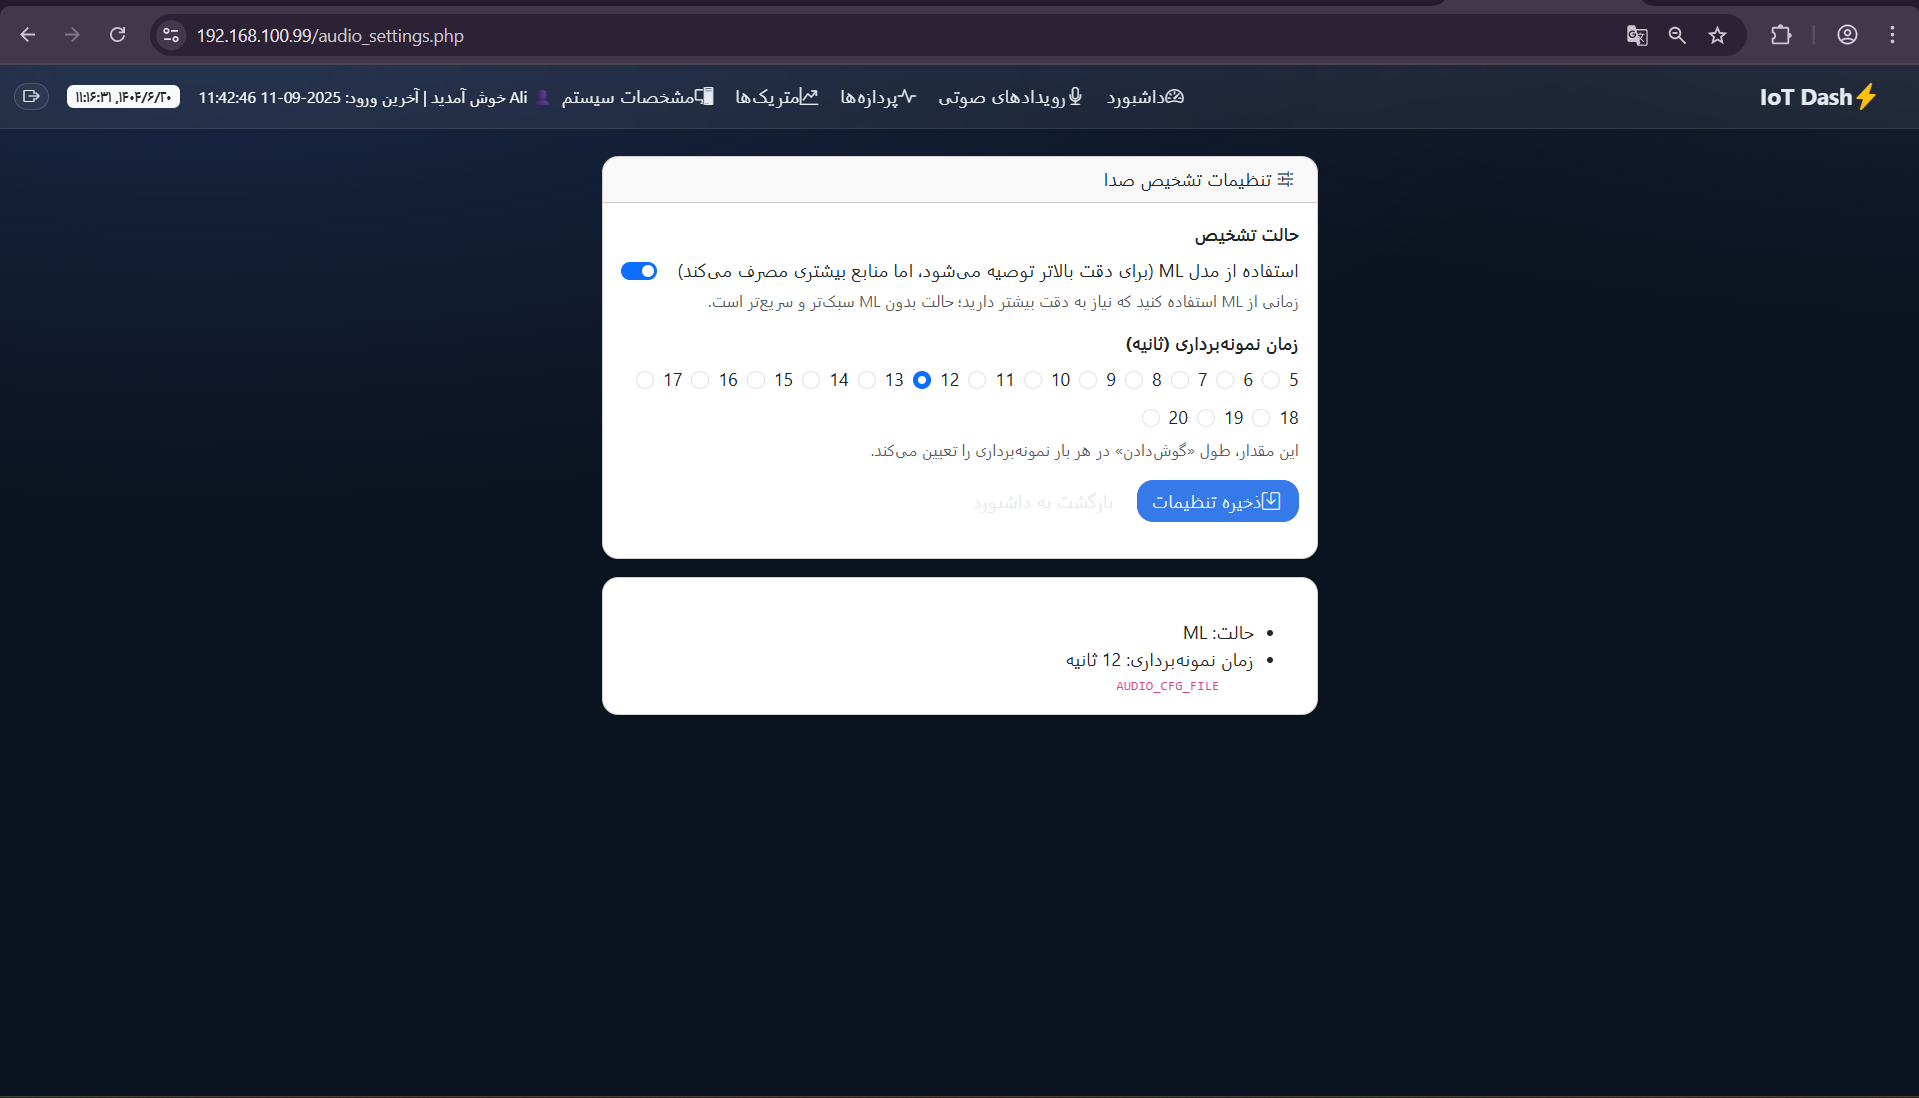 192.168.100.99/audio_settings.php
IoT Dash
داشبورد رویدادهای صوتی پردازه‌ها متریک‌ها مشخصات سیستم Ali خوش آمدید | آخرین ورود: 2025-09-11 11:42:46 ۱۴۰۴/۶/۲۰, ۱۱:۱۶:۳۱
تنظیمات تشخیص صدا
حالت تشخیص
استفاده از مدل ML (برای دقت بالاتر توصیه می‌شود، اما منابع بیشتری مصرف می‌کند)
زمانی از ML استفاده کنید که نیاز به دقت بیشتر دارید؛ حالت بدون ML سبک‌تر و سریع‌تر است.
زمان نمونه‌برداری (ثانیه)
5 6 7 8 9 10 11 12 13 14 15 16 17
18 19 20
این مقدار، طول «گوش‌دادن» در هر بار نمونه‌برداری را تعیین می‌کند.
ذخیره تنظیمات بازگشت به داشبورد
حالت: ML
زمان نمونه‌برداری: 12 ثانیه
AUDIO_CFG_FILE